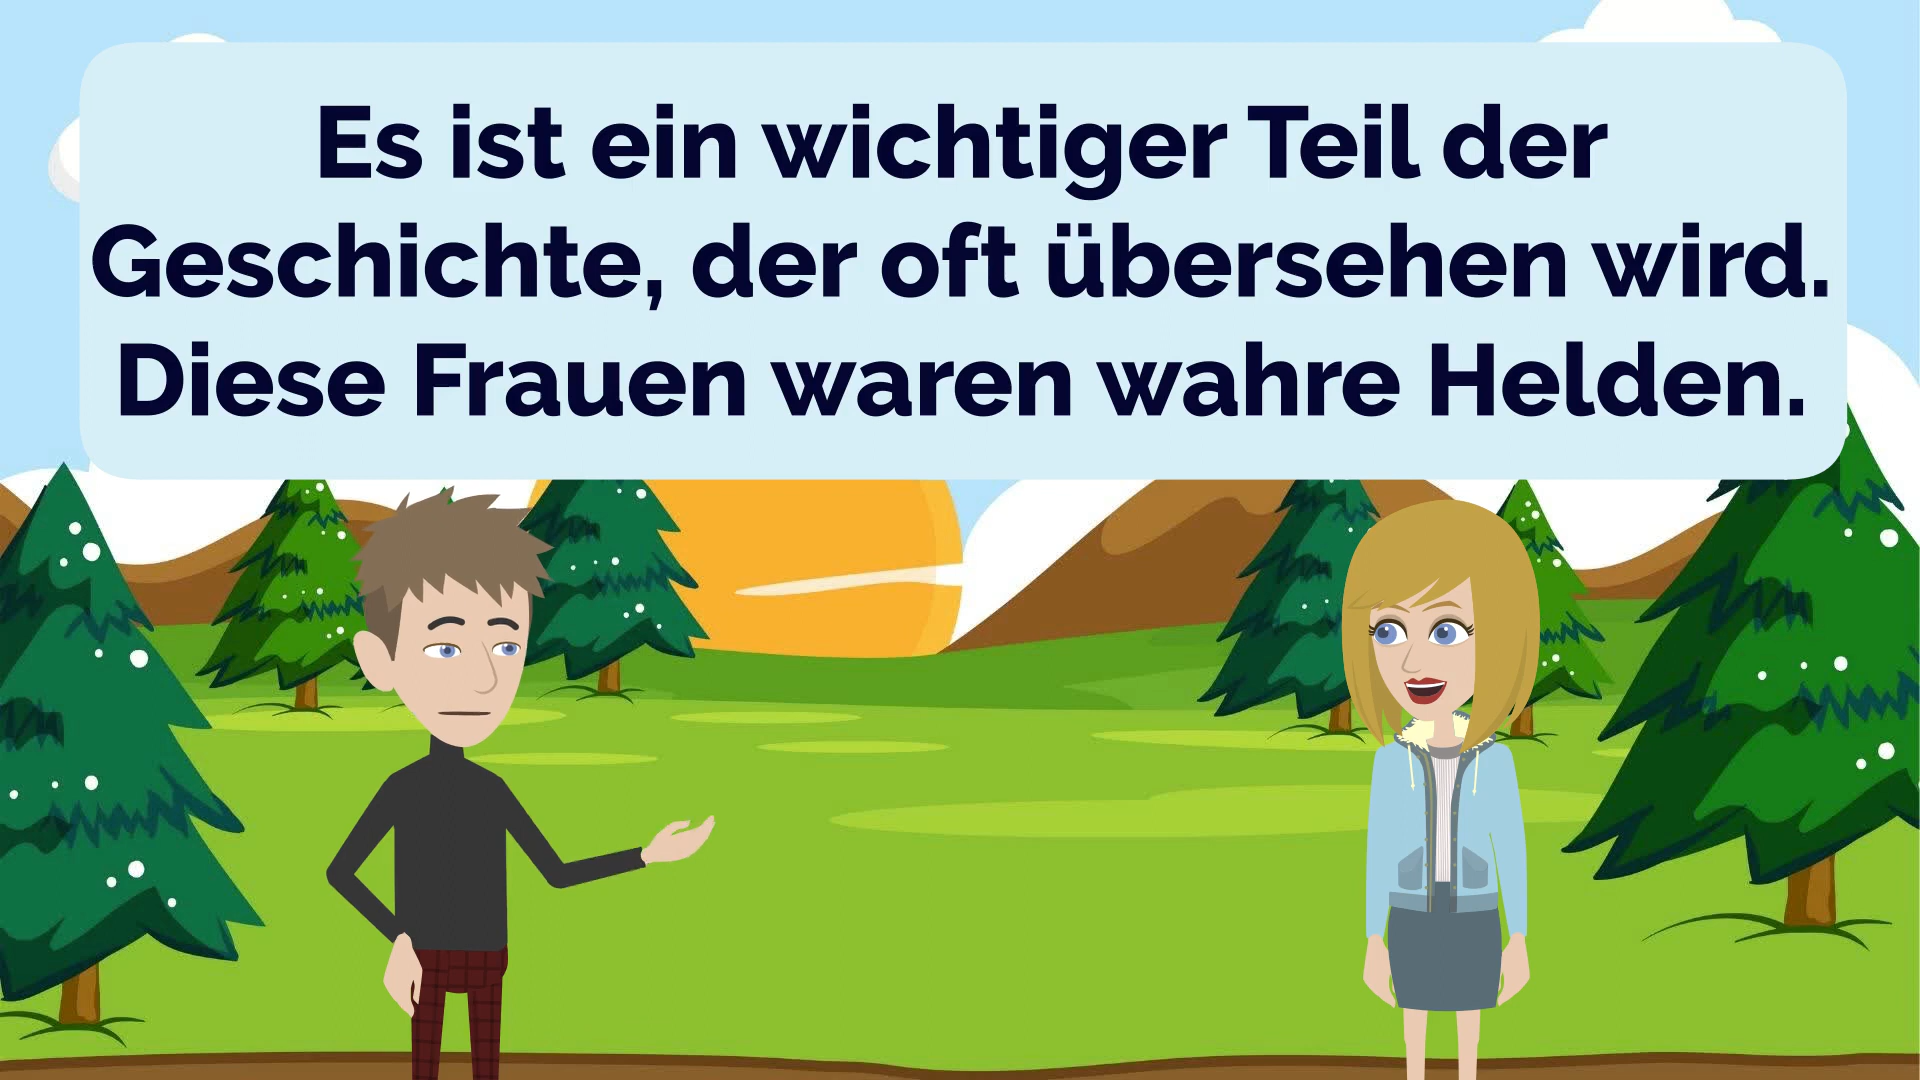 Es ist ein wichtiger Teil der
Geschichte, der oft übersehen wird.
Diese Frauen waren wahre Helden.